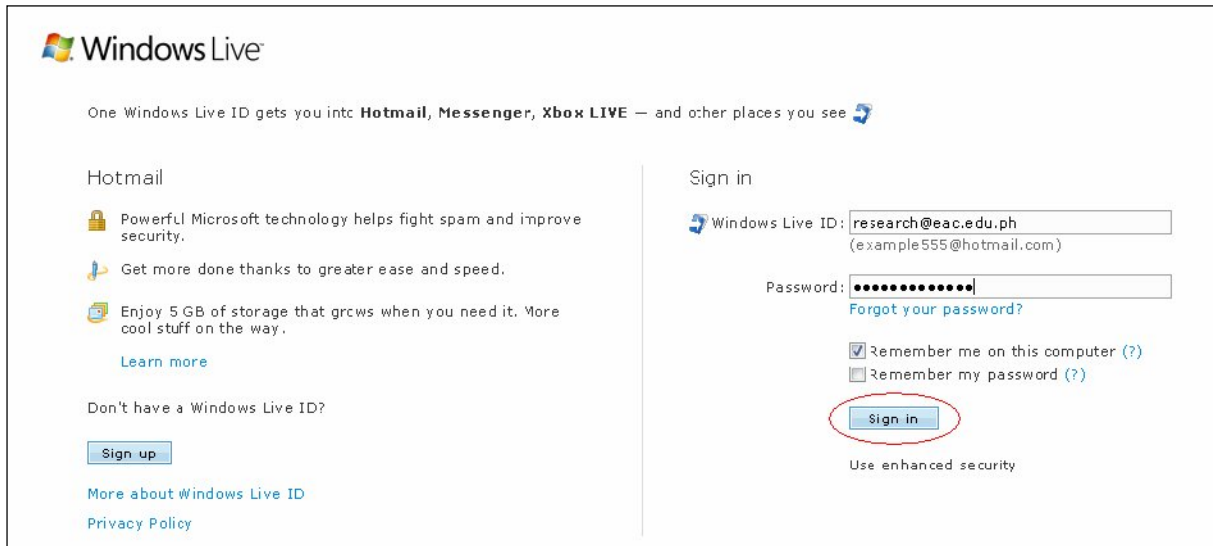 Windows Live™
One Windows Live ID gets you into Hotmail, Messenger, Xbox LIVE — and other places you see
Hotmail
Powerful Microsoft technology helps fight spam and improve
security.
Get more done thanks to greater ease and speed.
Enjoy 5 GB of storage that grows when you need it. More
cool stuff on the way.
Learn more
Don't have a Windows Live ID?
Sign up
More about Windows Live ID
Privacy Policy
Sign in
Windows Live ID: research@eac.edu.ph
(example555@hotmail.com)
Password: •••••••••••••
Forgot your password?
Remember me on this computer (?)
Remember my password (?)
Sign in
Use enhanced security